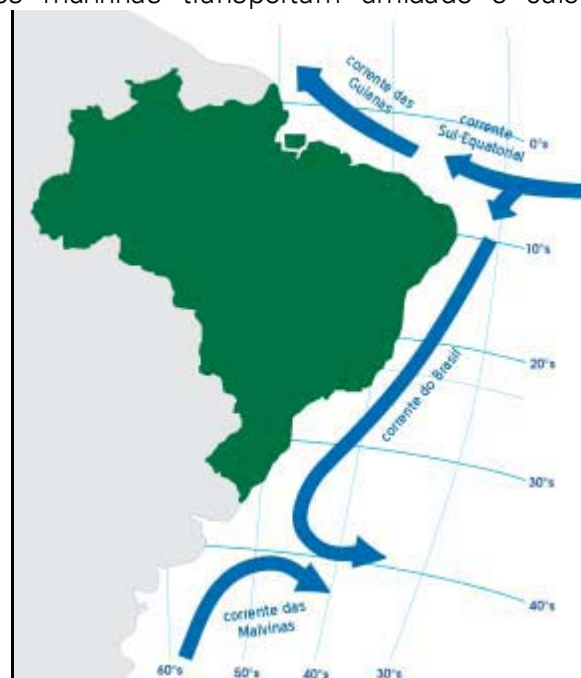 es marinhas transportam umidade e calor
corrente das
Guianas
corrente
Sul-Equatorial
0°s
10°s
20°s
corrente do Brasil
30°s
40°s
corrente das
Malvinas
60°s
50°s
40°s
30°s